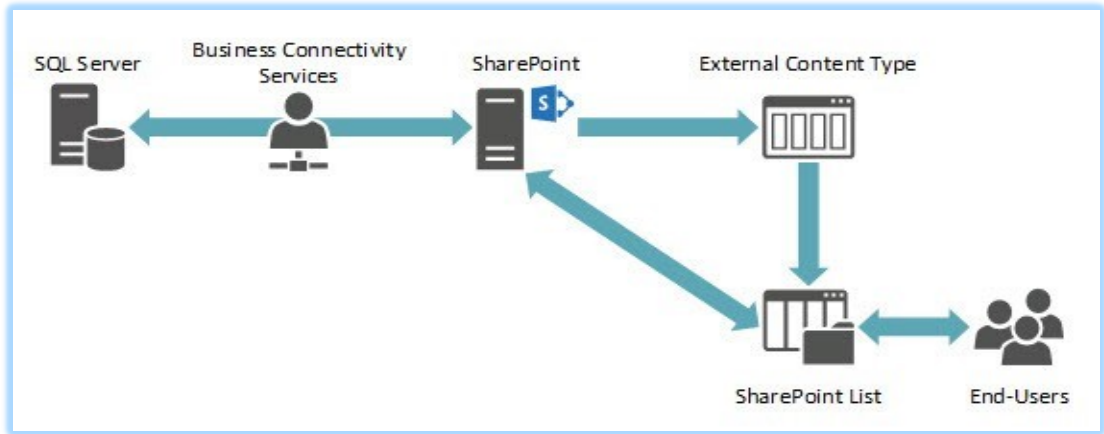 SQL Server
Business Connectivity
Services
SharePoint
S
External Content Type
SharePoint List
End-Users